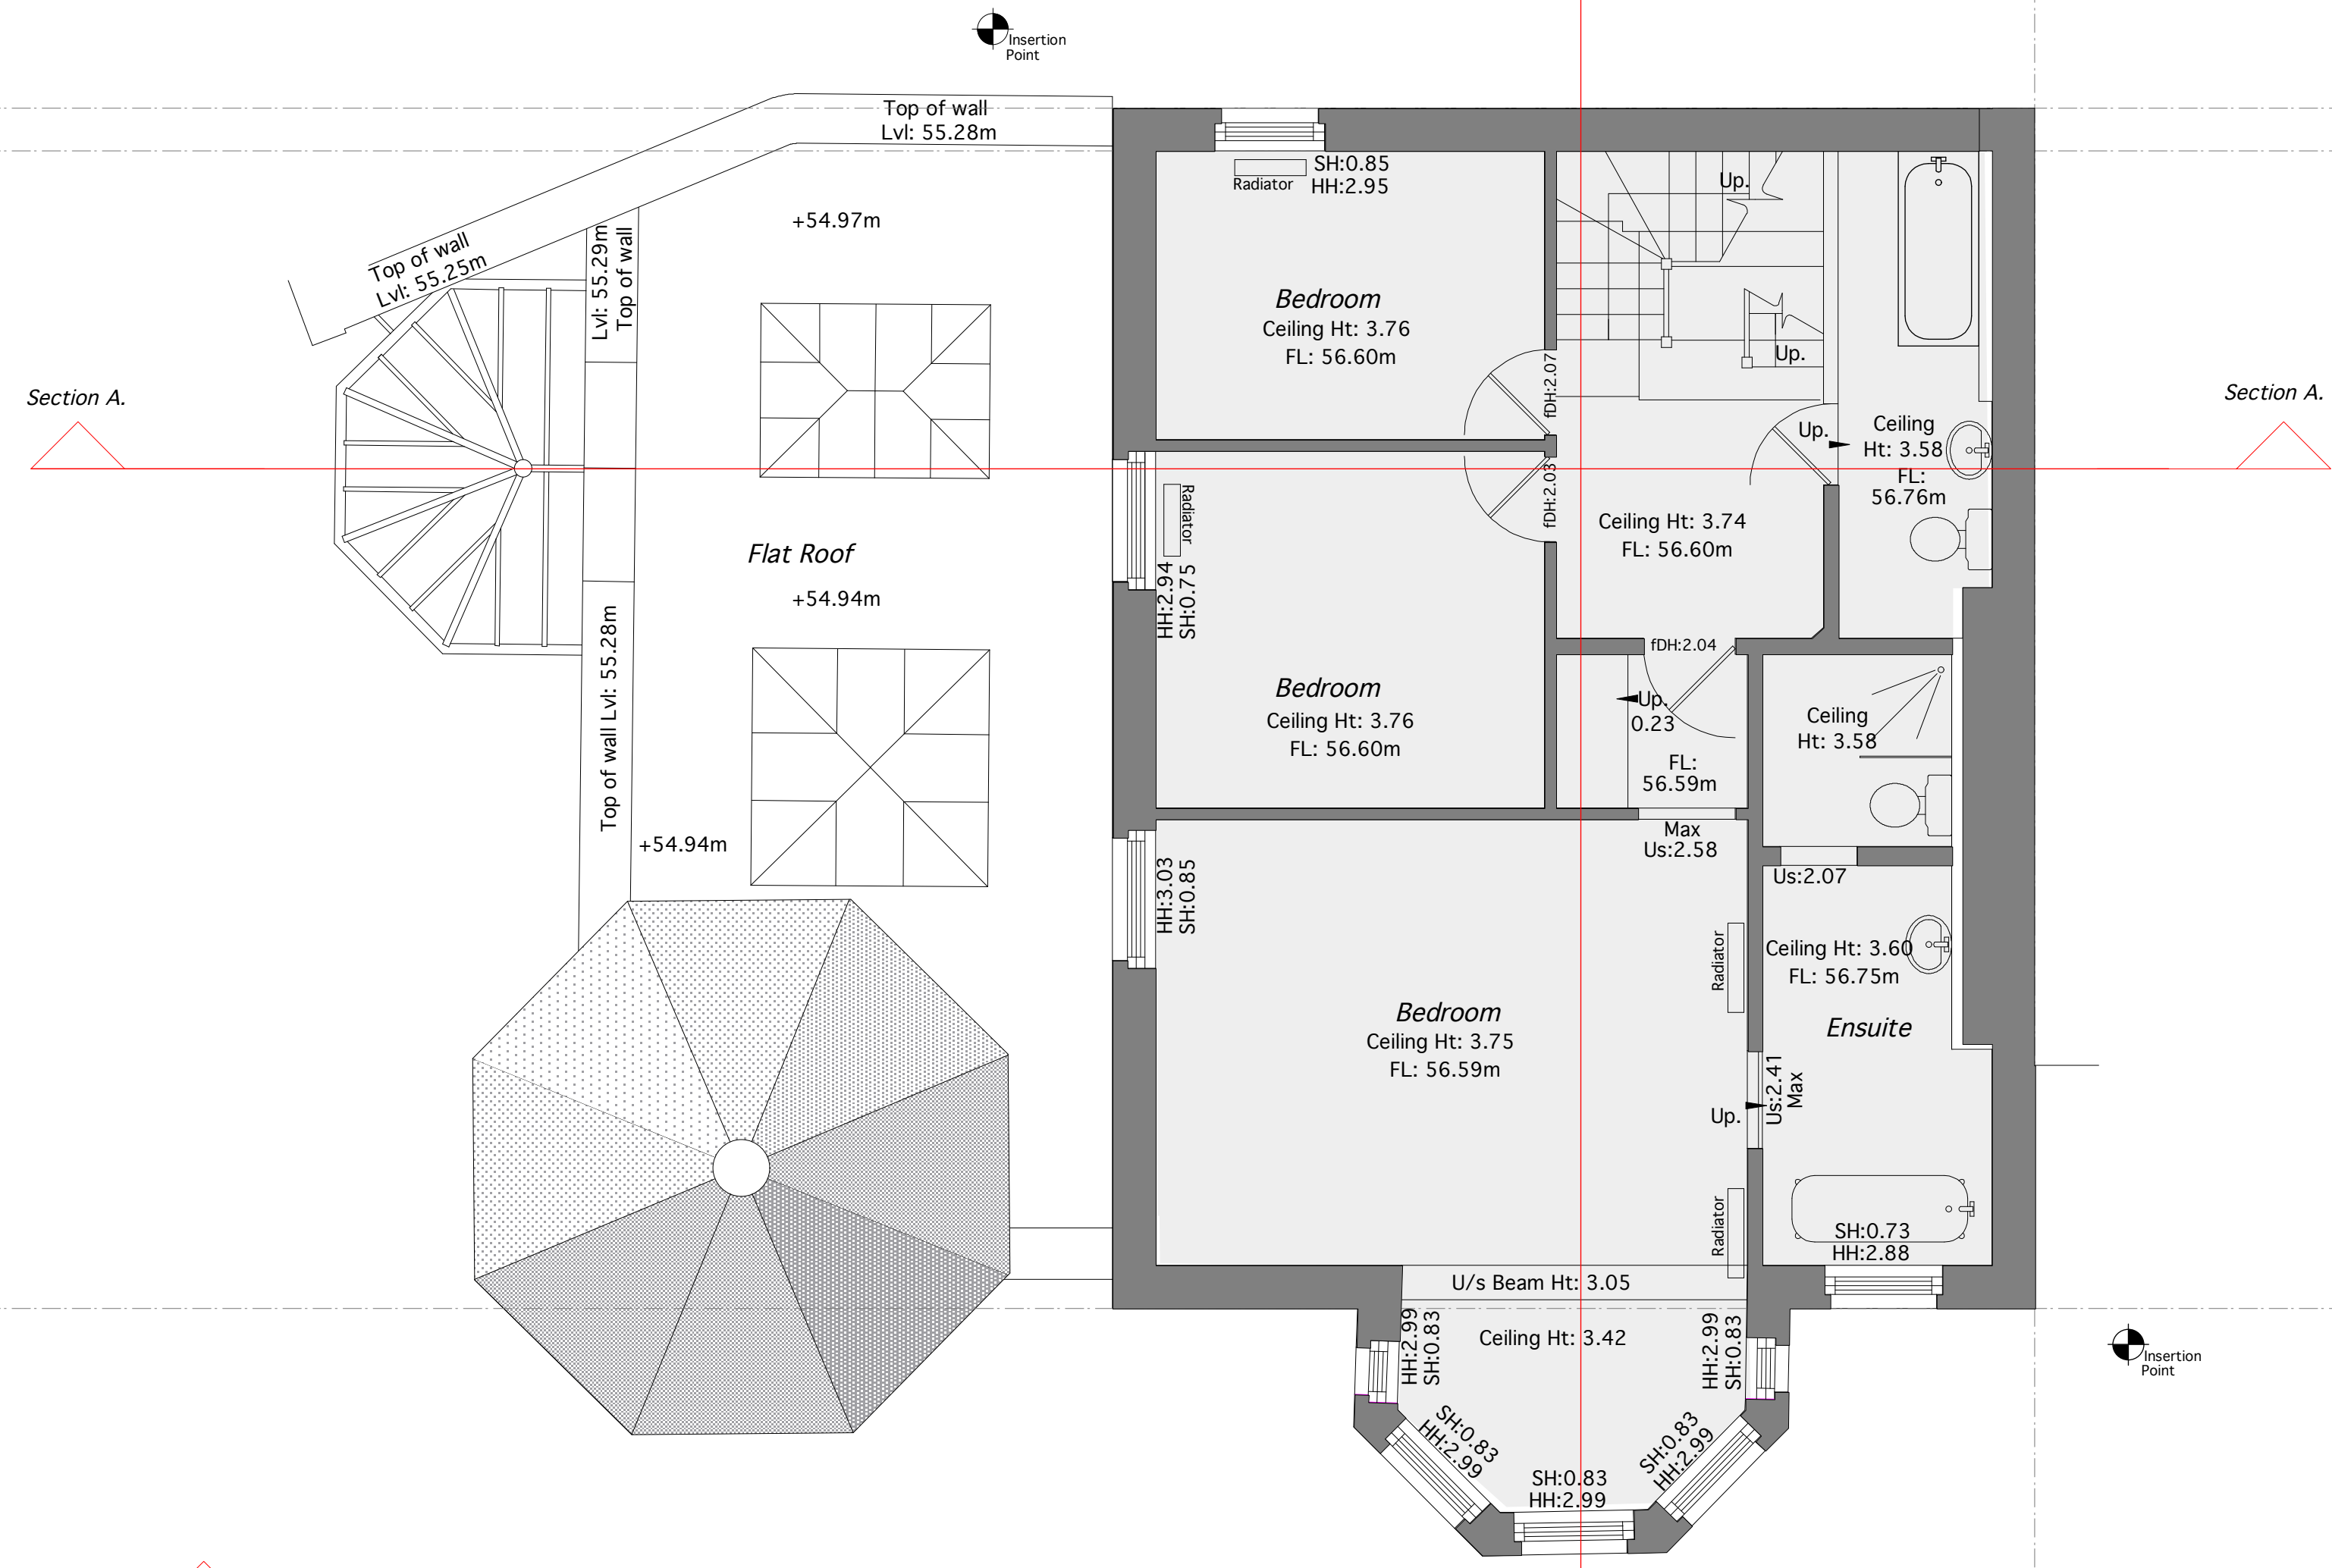 Insertion
Point
Top of wall
Lvl: 55.28m
Top of wall
Lvl: 55.25m
Lvl: 55.29m
Top of wall
+54.97m
Section A.
Section A.
Flat Roof
+54.94m
Top of wall Lvl: 55.28m
+54.94m
Radiator
SH:0.85
HH:2.95
Bedroom
Ceiling Ht: 3.76
FL: 56.60m
fDH:2.07
Up.
Up.
Up.
Ceiling
Ht: 3.58
FL:
56.76m
fDH:2.03
Radiator
HH:2.94
SH:0.75
Ceiling Ht: 3.74
FL: 56.60m
Bedroom
Ceiling Ht: 3.76
FL: 56.60m
fDH:2.04
Up.
0.23
FL:
56.59m
Ceiling
Ht: 3.58
Max
Us:2.58
Us:2.07
HH:3.03
SH:0.85
Bedroom
Ceiling Ht: 3.75
FL: 56.59m
Radiator
Ceiling Ht: 3.60
FL: 56.75m
Ensuite
Us:2.41
Max
Up.
Radiator
SH:0.73
HH:2.88
U/s Beam Ht: 3.05
HH:2.99
SH:0.83
Ceiling Ht: 3.42
HH:2.99
SH:0.83
SH:0.83
HH:2.99
SH:0.83
HH:2.99
SH:0.83
HH:2.99
Insertion
Point